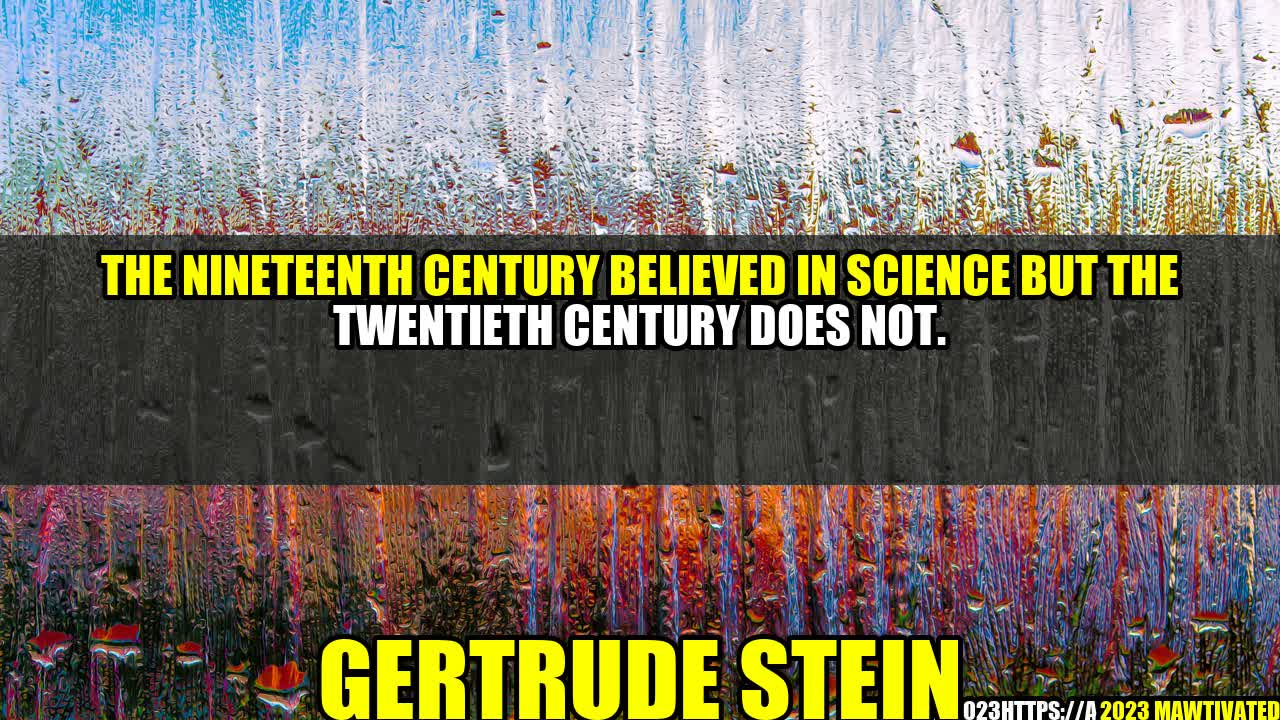 THE NINETEENTH CENTURY BELIEVED IN SCIENCE BUT THE
TWENTIETH CENTURY DOES NOT.
GERTRUDE STEIN
023HTTPS://A 2023 MAWTIVATED